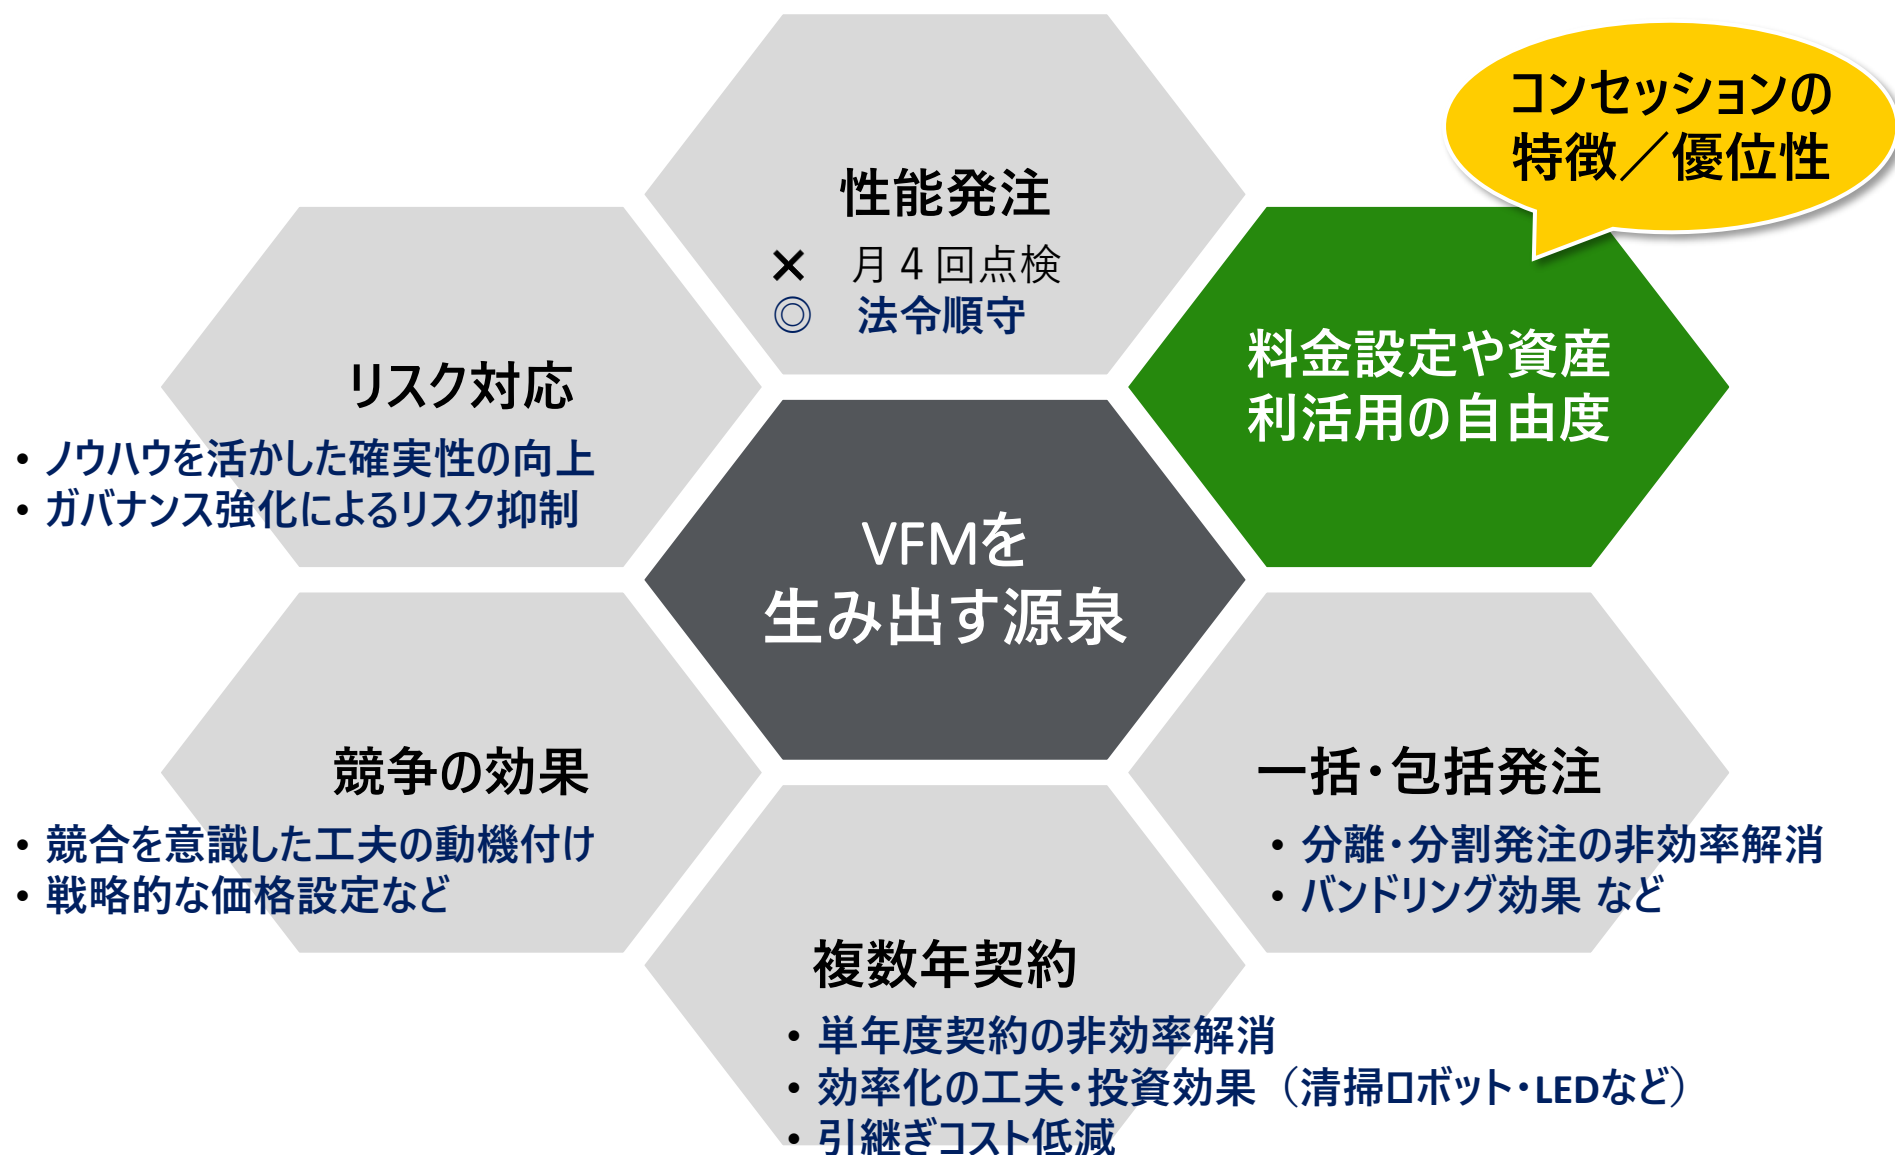 コンセッションの
特徴／優位性
性能発注
✕　月4回点検
◎　法令順守
料金設定や資産
利活用の自由度
リスク対応
• ノウハウを活かした確実性の向上
• ガバナンス強化によるリスク抑制
VFMを
生み出す源泉
競争の効果
• 競合を意識した工夫の動機付け
• 戦略的な価格設定など
一括・包括発注
• 分離・分割発注の非効率解消
• バンドリング効果 など
複数年契約
• 単年度契約の非効率解消
• 効率化の工夫・投資効果（清掃ロボット・LEDなど）
• 引継ぎコスト低減